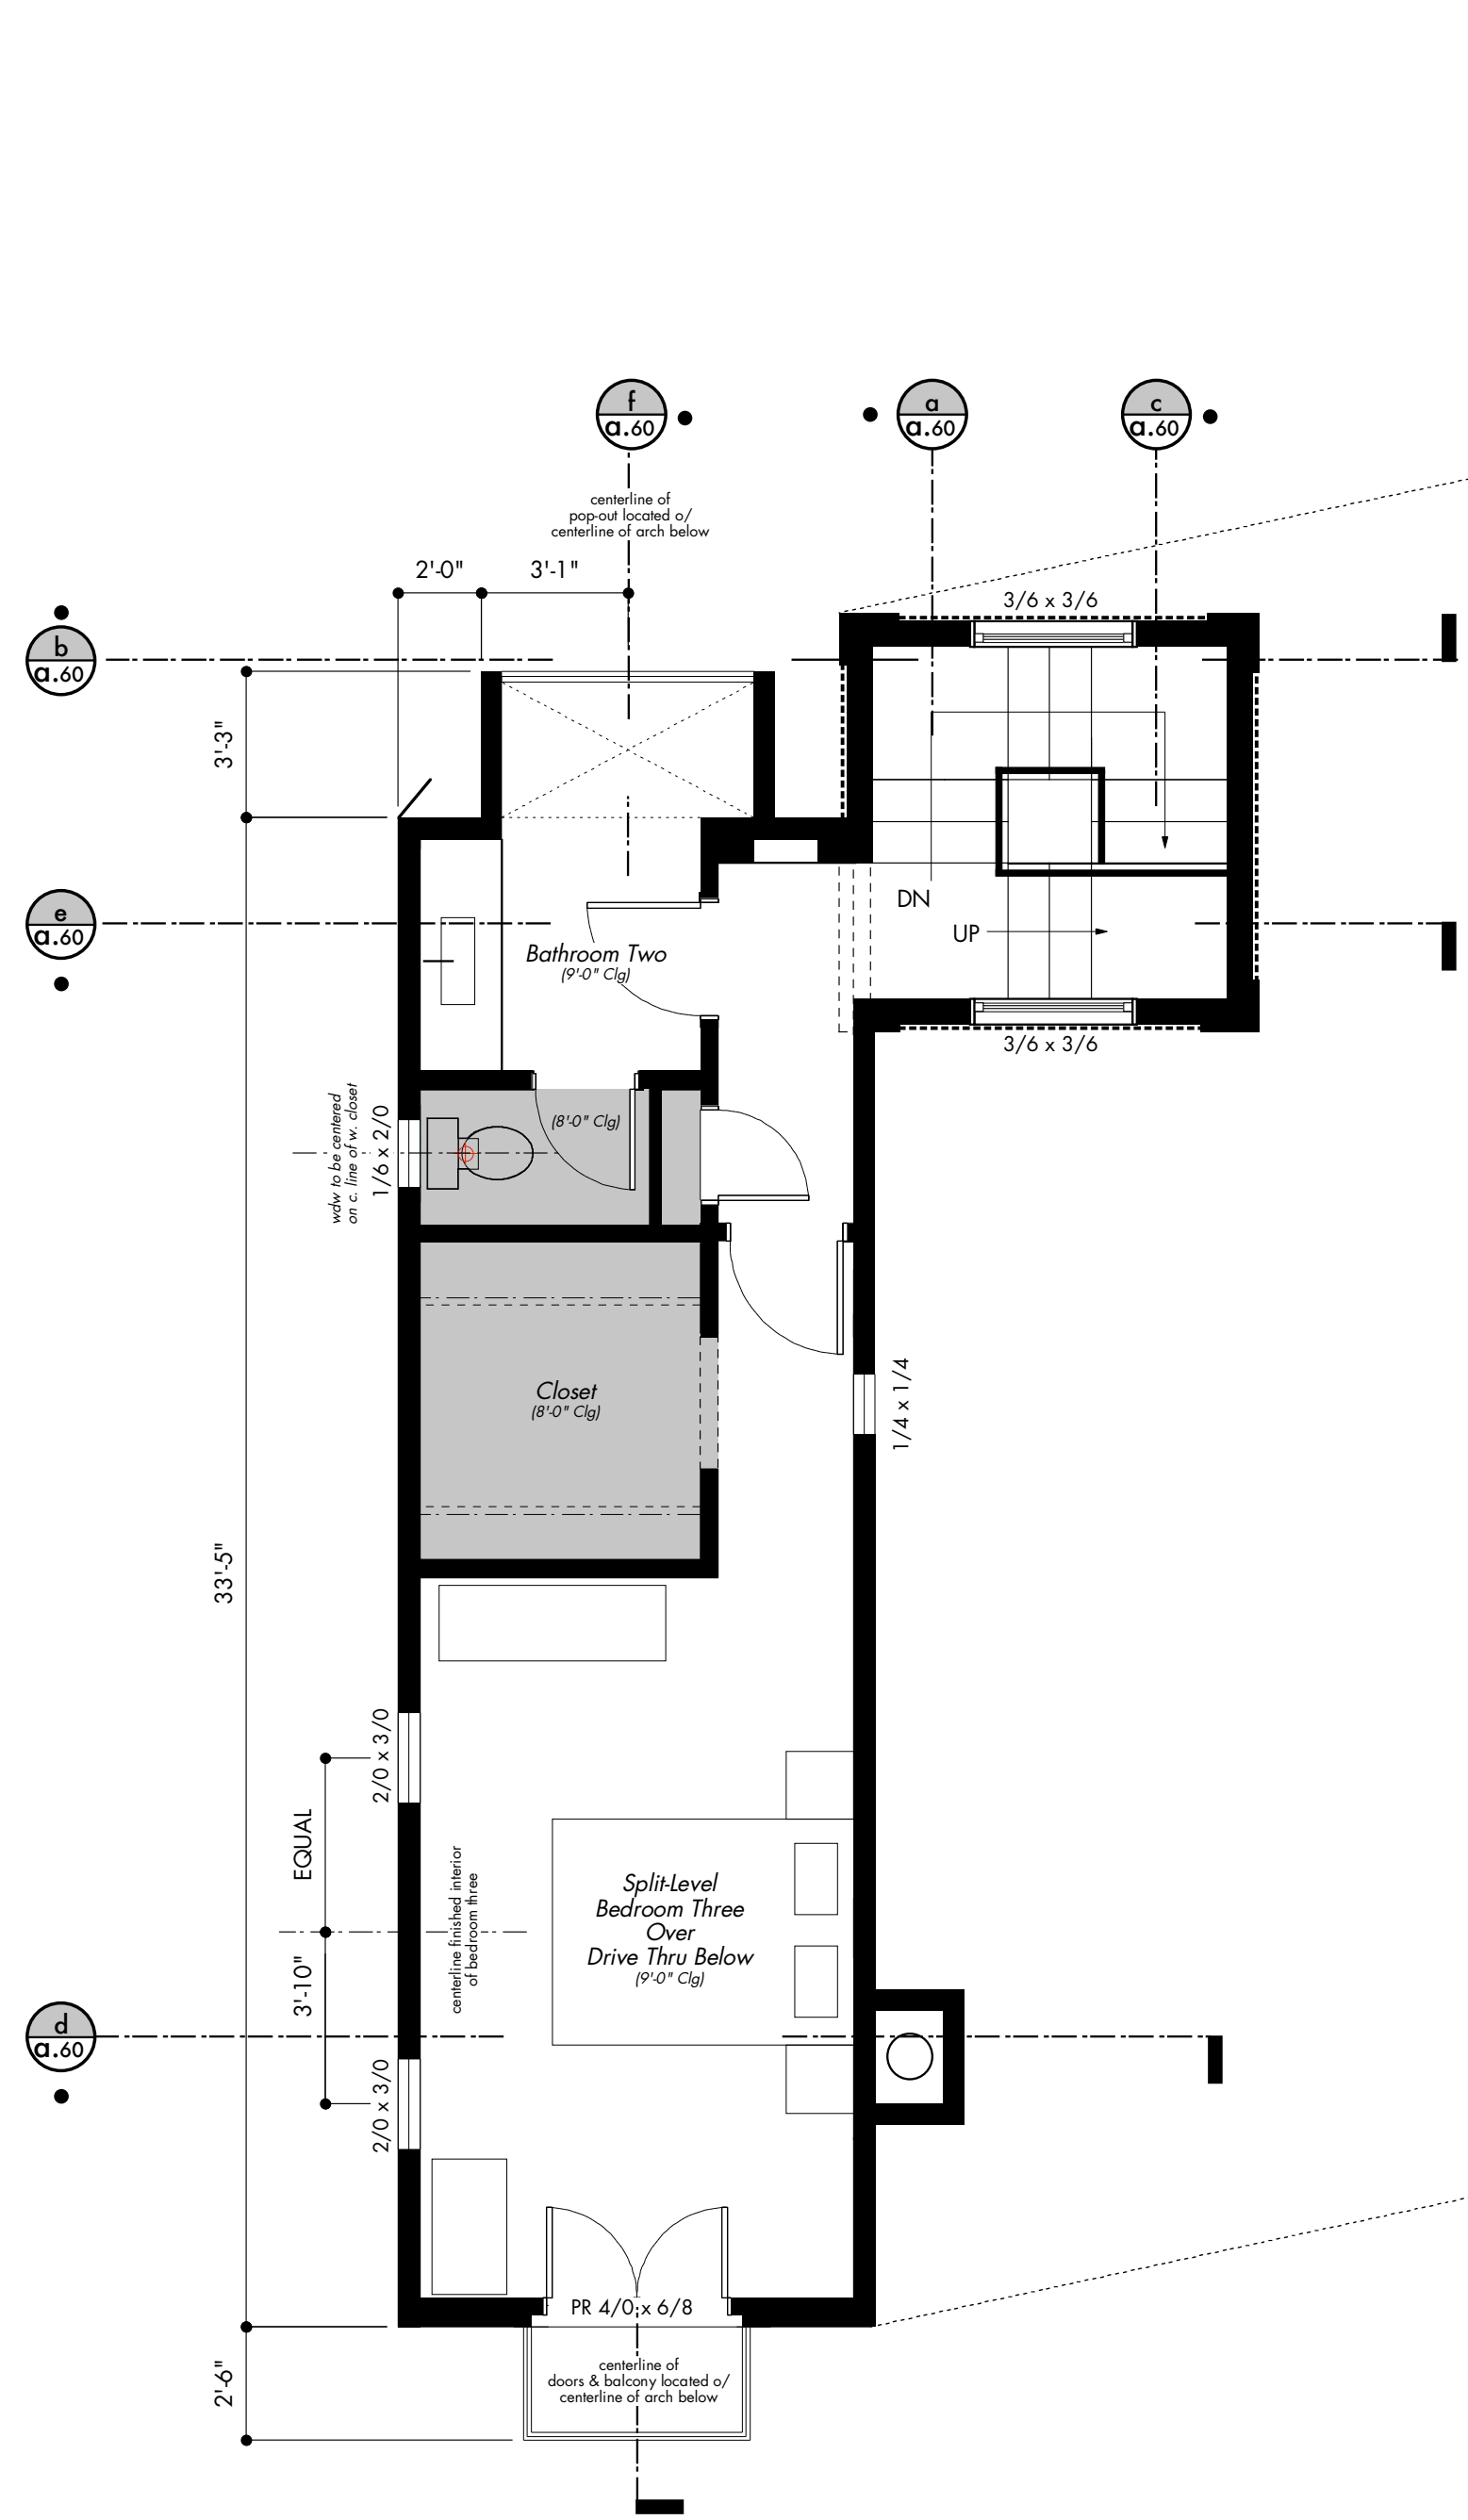 f
a.60
a
a.60
c
a.60
centerline of
pop-out located o/
centerline of arch below
2'-0"
3'-1"
3/6 x 3/6
b
a.60
3'-3"
DN
UP
e
a.60
Bathroom Two
(9'-0" Clg)
3/6 x 3/6
wdw to be centered
on c. line of w. closet
1/6 x 2/0
(8'-0" Clg)
Closet
(8'-0" Clg)
1/4 x 1/4
33'-5"
2/0 x 3/0
EQUAL
centerline finished interior
of bedroom three
Split-Level
Bedroom Three
Over
Drive Thru Below
(9'-0" Clg)
3'-10"
d
a.60
2/0 x 3/0
PR 4/0 x 6/8
centerline of
doors & balcony located o/
centerline of arch below
2'-6"